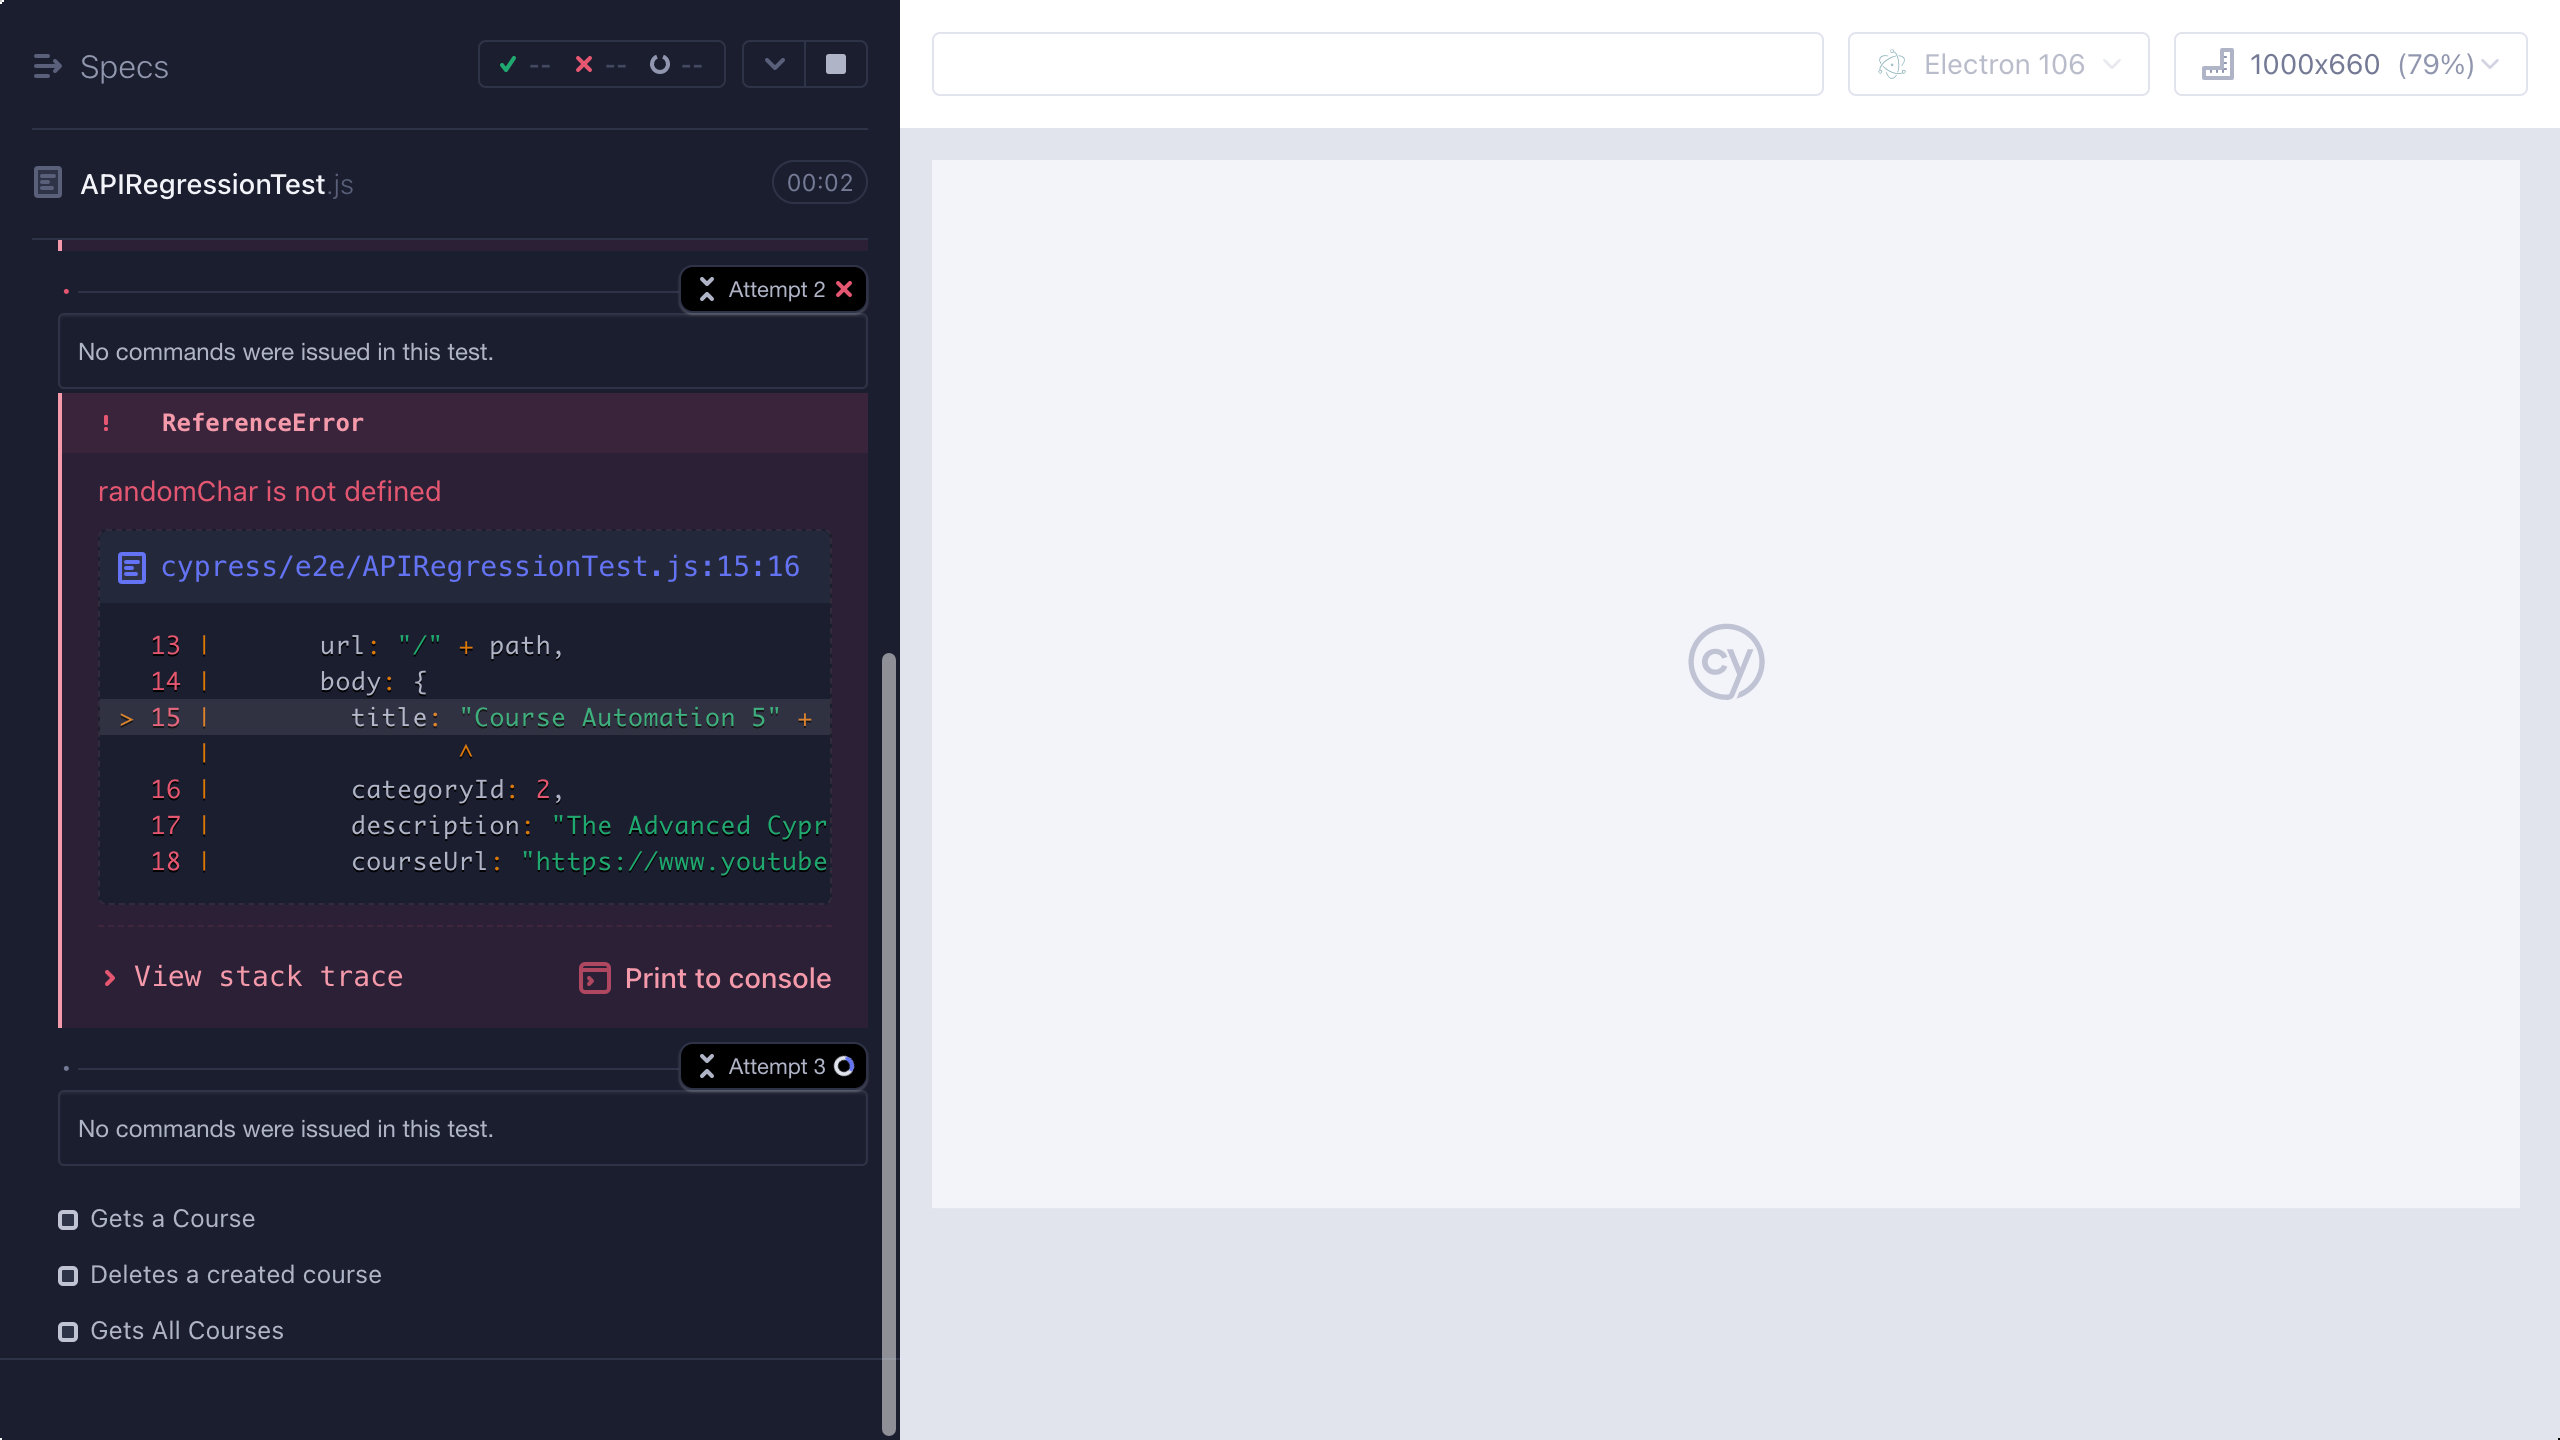 Specs
-- -- --
Electron 106
1000x660 (79%)
APIRegressionTest.js
00:02
Attempt 2
No commands were issued in this test.
! ReferenceError
randomChar is not defined
cypress/e2e/APIRegressionTest.js:15:16
13 | url: "/" + path,
14 | body: {
> 15 | title: "Course Automation 5" +
| ^
16 | categoryId: 2,
17 | description: "The Advanced Cypr
18 | courseUrl: "https://www.youtube
View stack trace
Print to console
Attempt 3
No commands were issued in this test.
Gets a Course
Deletes a created course
Gets All Courses
cy